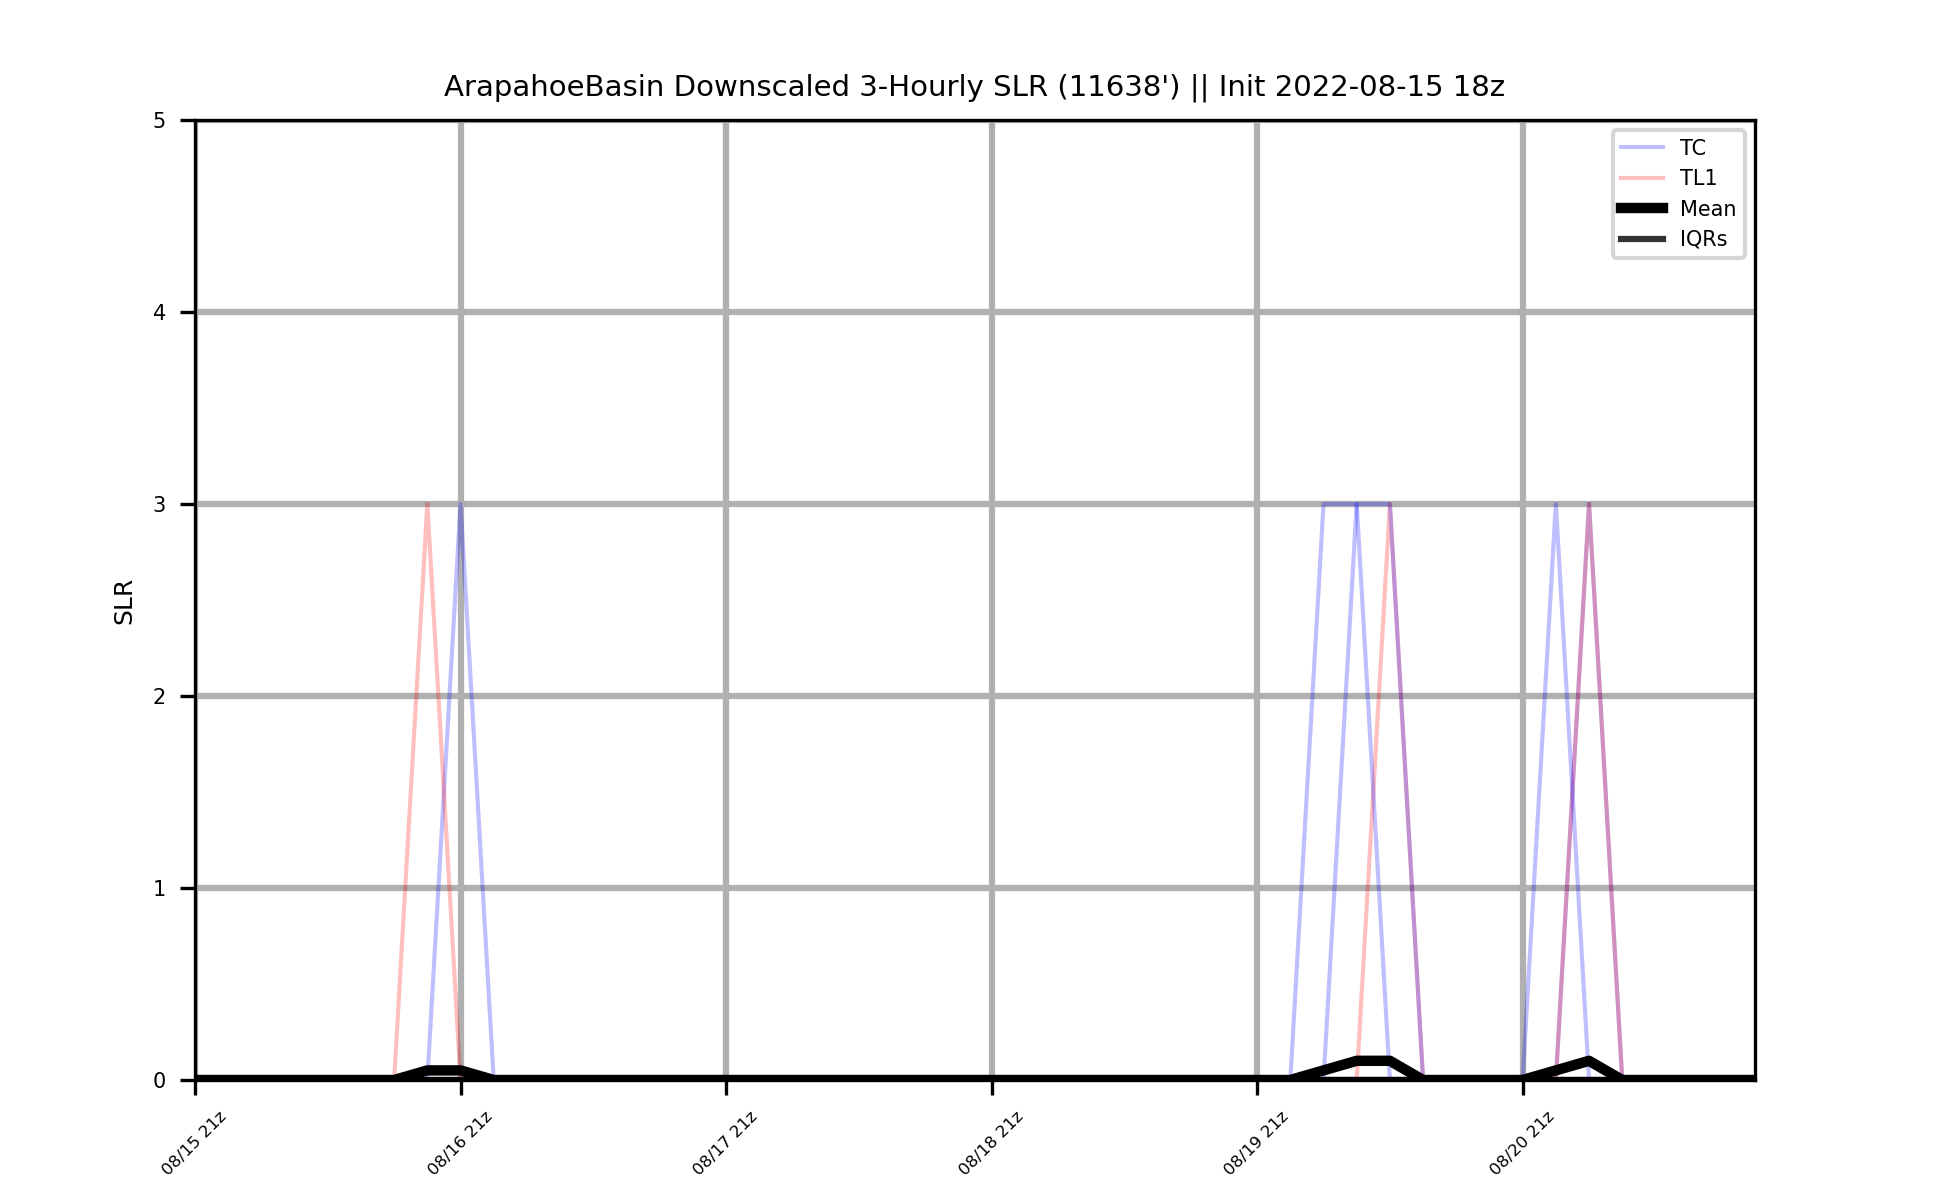 ArapahoeBasin Downscaled 3-Hourly SLR (11638') || Init 2022-08-15 18z
5
4
3
2
1
0
SLR
TC
TL1
Mean
IQRs
08/15 21z
08/16 21z
08/17 21z
08/18 21z
08/19 21z
08/20 21z